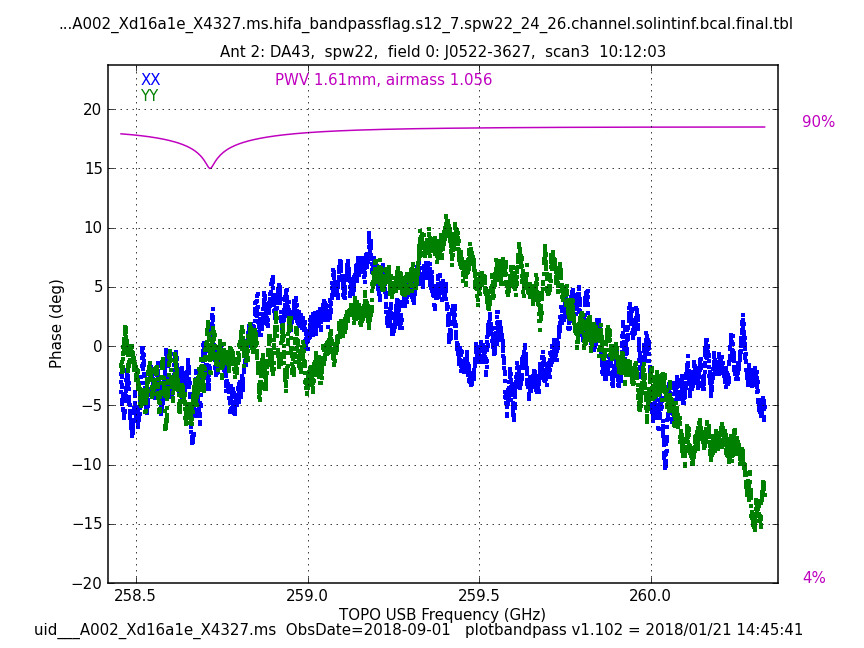 ...A002_Xd16a1e_X4327.ms.hifa_bandpassflag.s12_7.spw22_24_26.channel.solintinf.bcal.final.tbl
Ant 2: DA43,  spw22,  field 0: J0522-3627,  scan3  10:12:03
XX
PWV 1.61mm, airmass 1.056
YY
20
90%
15
10
5
0
−5
−10
−15
−20
4%
Phase (deg)
258.5 259.0 259.5 260.0
TOPO USB Frequency (GHz)
uid___A002_Xd16a1e_X4327.ms  ObsDate=2018-09-01   plotbandpass v1.102 = 2018/01/21 14:45:41